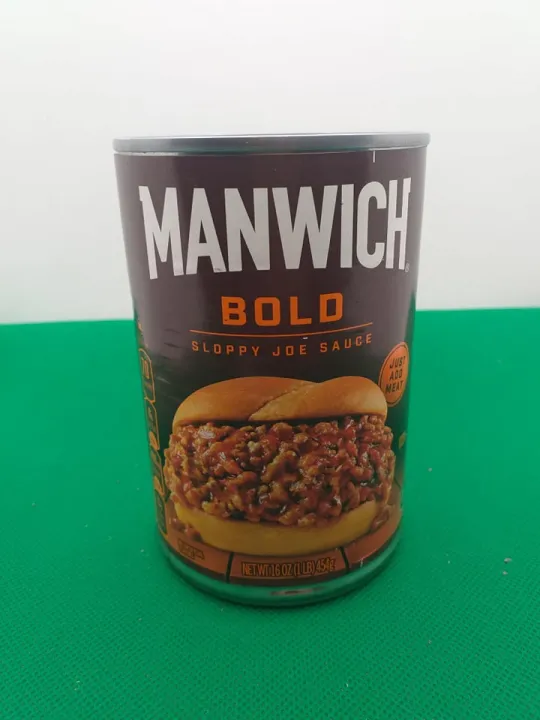 MANWICH®
BOLD
SLOPPY JOE SAUCE
JUST
ADD
MEAT
NET WT 16 OZ (1 LB) 454g